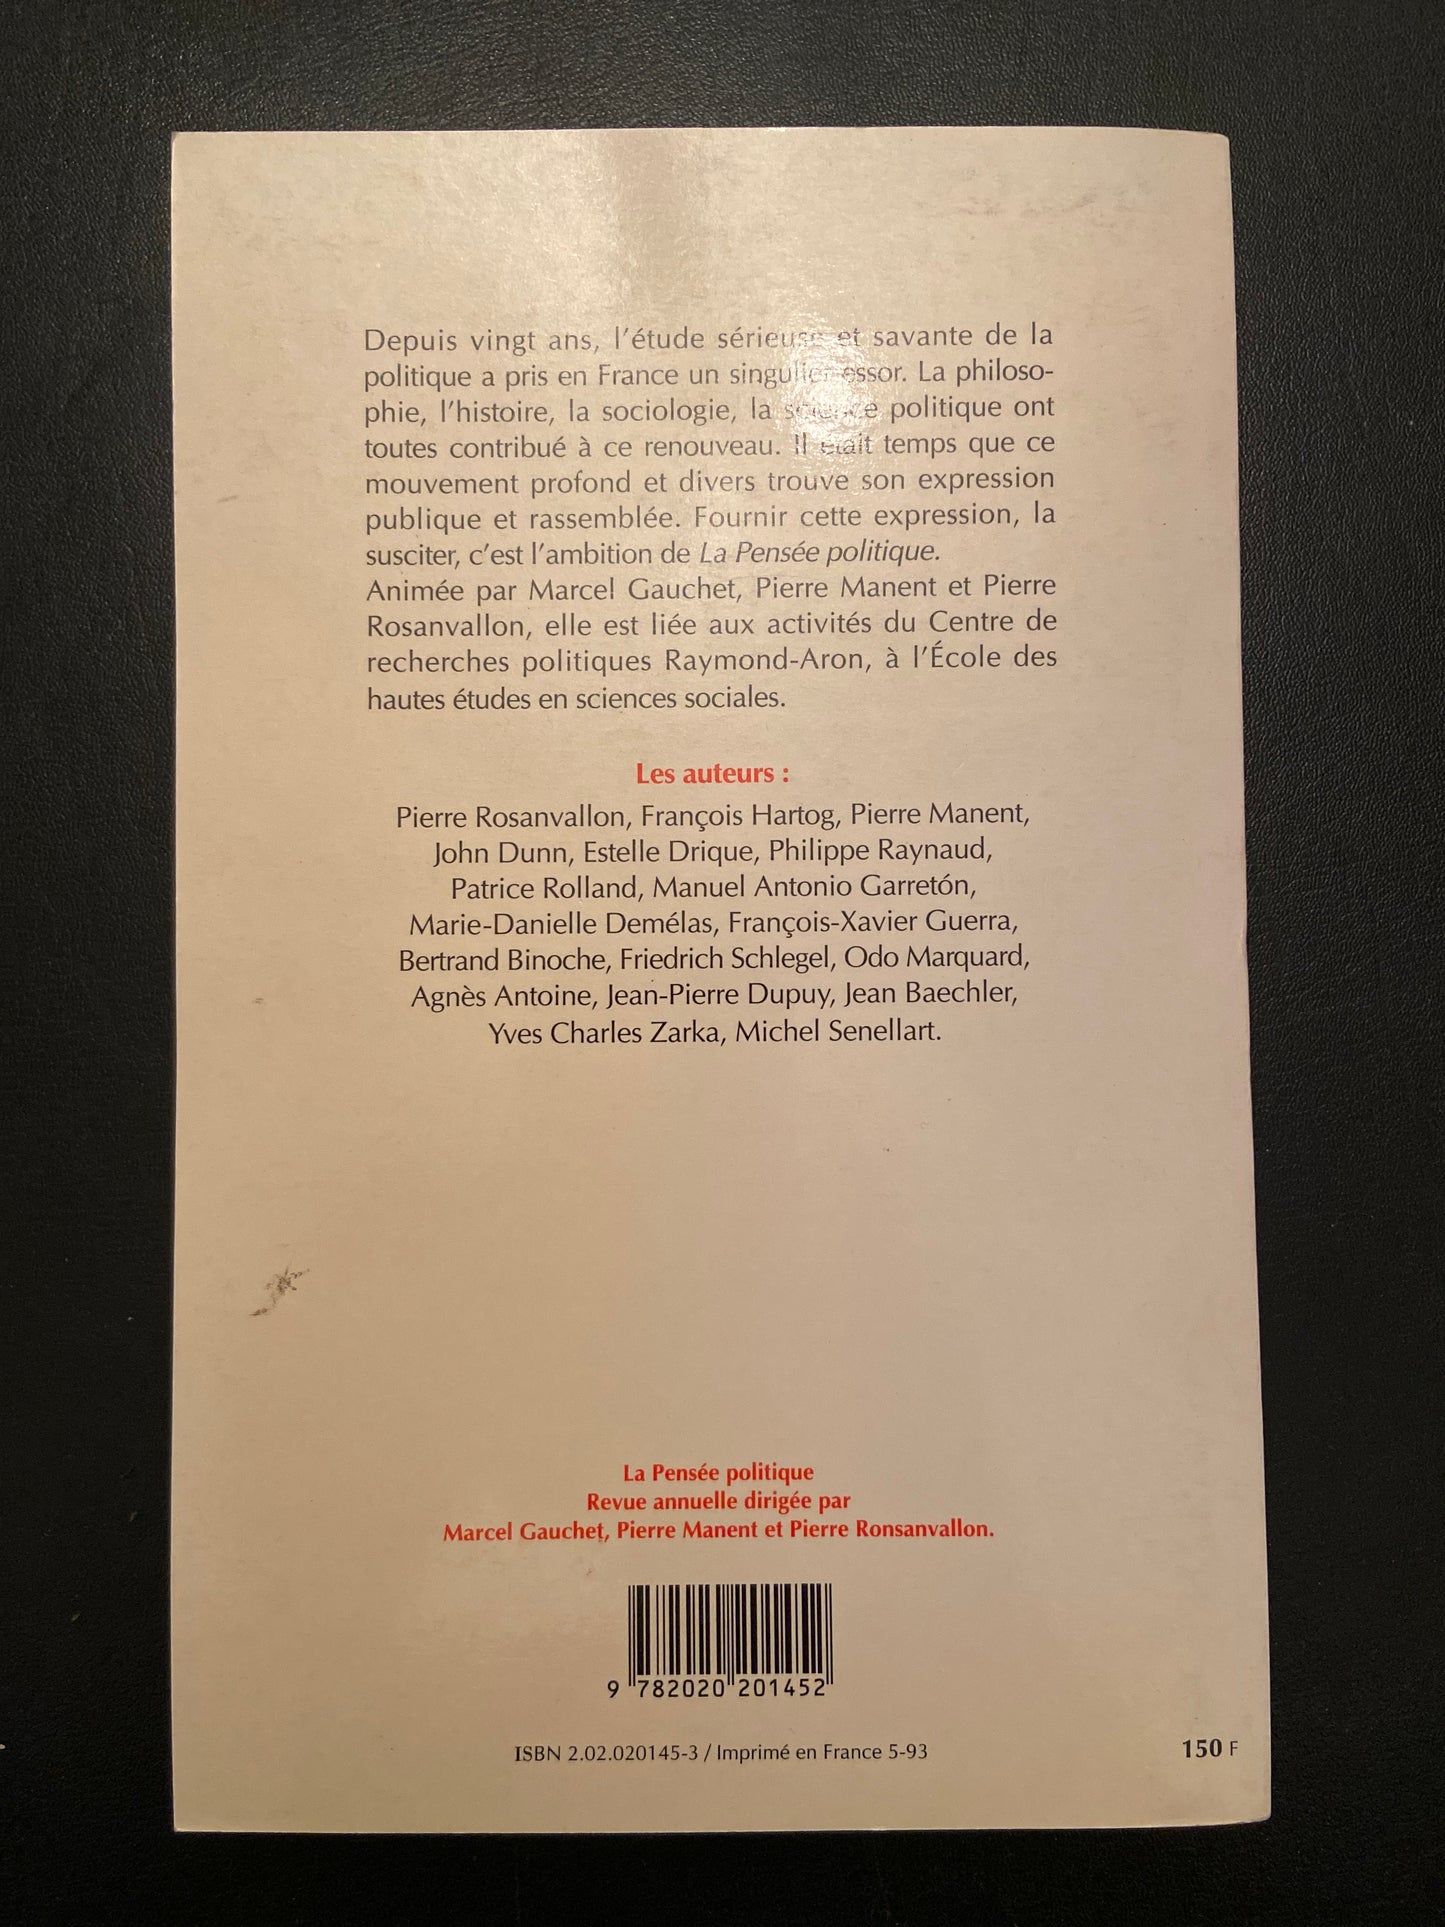 Depuis vingt ans, l'étude sérieuse et savante de la
politique a pris en France un singulier essor. La philoso-
phie, l'histoire, la sociologie, la science politique ont
toutes contribué à ce renouveau. Il était temps que ce
mouvement profond et divers trouve son expression
publique et rassemblée. Fournir cette expression, la
susciter, c'est l'ambition de La Pensée politique.
Animée par Marcel Gauchet, Pierre Manent et Pierre
Rosanvallon, elle est liée aux activités du Centre de
recherches politiques Raymond-Aron, à l'École des
hautes études en sciences sociales.
Les auteurs :
Pierre Rosanvallon, François Hartog, Pierre Manent,
John Dunn, Estelle Drique, Philippe Raynaud,
Patrice Rolland, Manuel Antonio Garretón,
Marie-Danielle Demélas, François-Xavier Guerra,
Bertrand Binoche, Friedrich Schlegel, Odo Marquard,
Agnès Antoine, Jean-Pierre Dupuy, Jean Baechler,
Yves Charles Zarka, Michel Senellart.
La Pensée politique
Revue annuelle dirigée par
Marcel Gauchet, Pierre Manent et Pierre Ronsanvallon.
9 782020 201452
ISBN 2.02.020145-3 / Imprimé en France 5-93
150 F